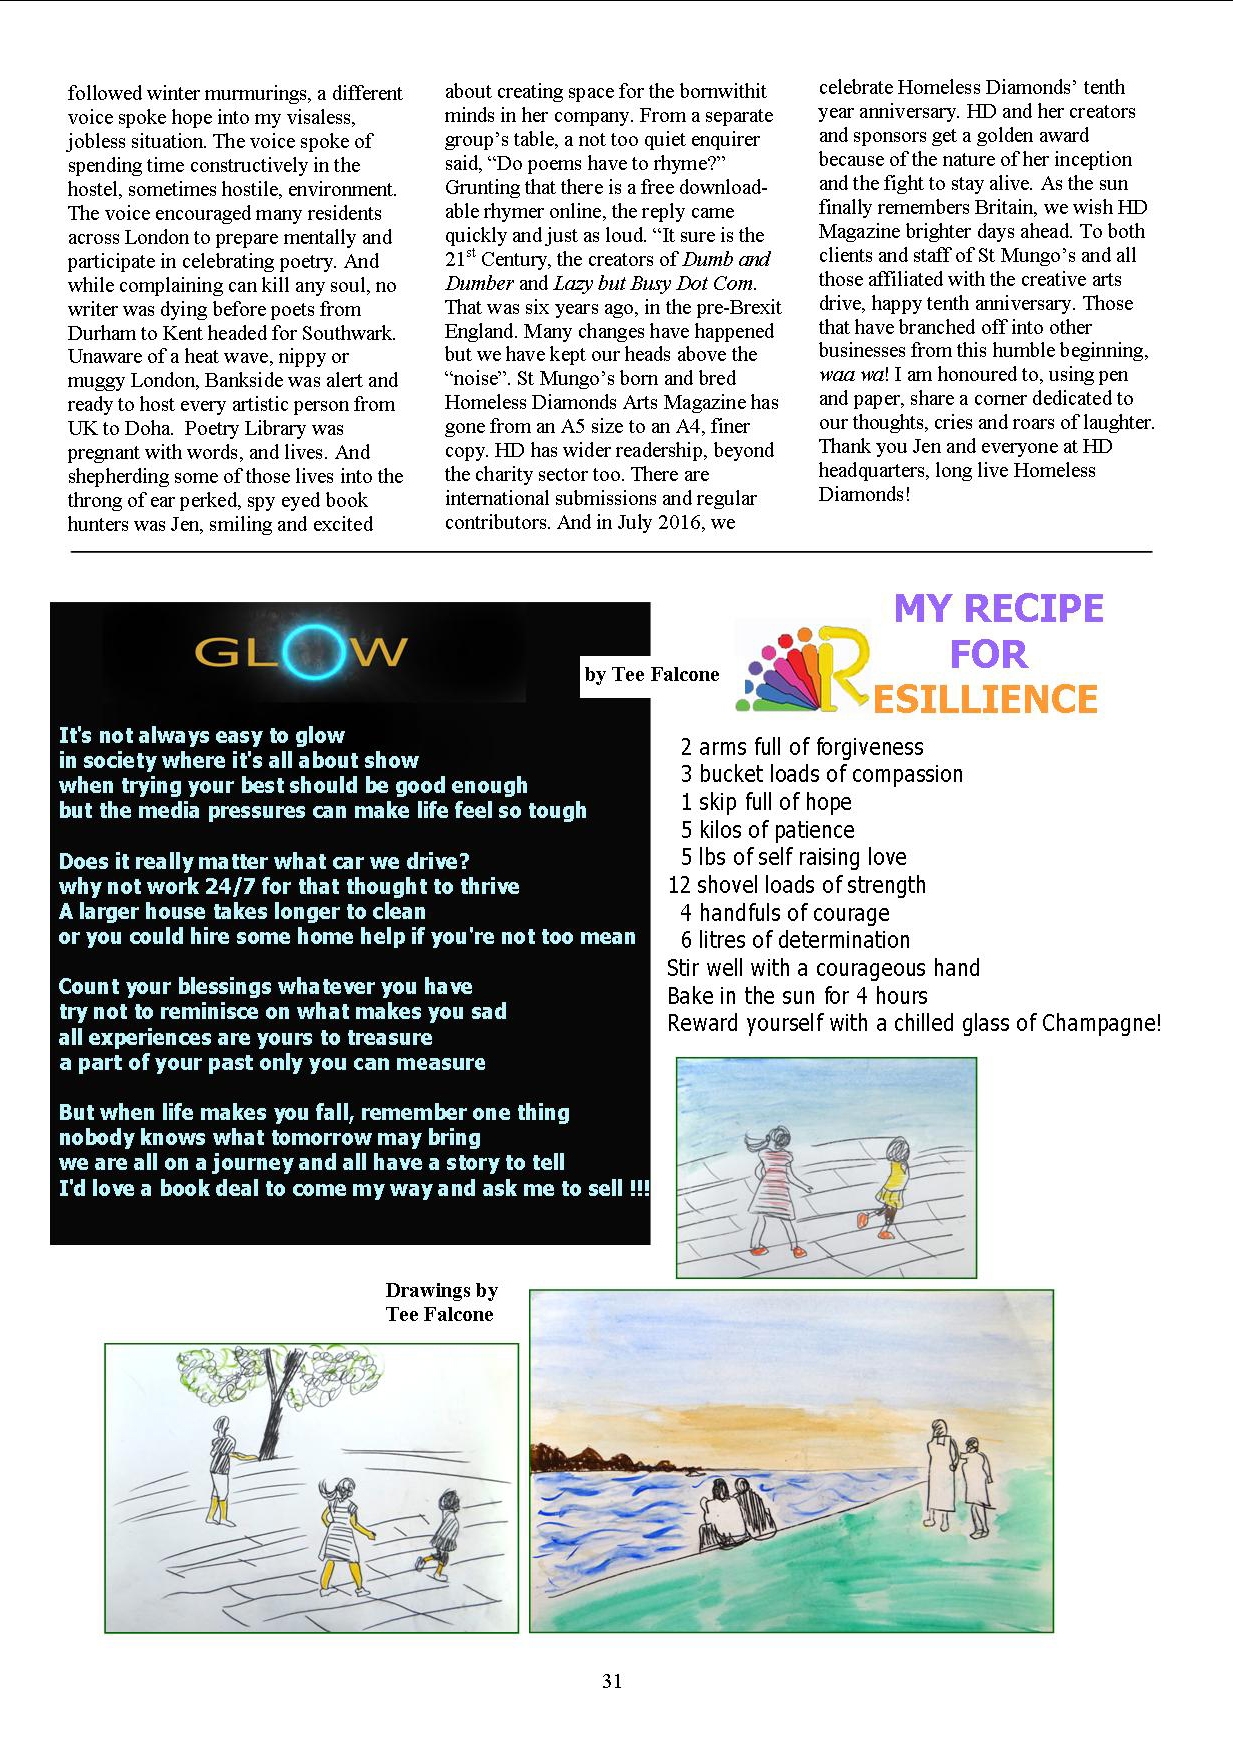 followed winter murmurings, a different
voice spoke hope into my visaless,
jobless situation. The voice spoke of
spending time constructively in the
hostel, sometimes hostile, environment.
The voice encouraged many residents
across London to prepare mentally and
participate in celebrating poetry. And
while complaining can kill any soul, no
writer was dying before poets from
Durham to Kent headed for Southwark.
Unaware of a heat wave, nippy or
muggy London, Bankside was alert and
ready to host every artistic person from
UK to Doha.  Poetry Library was
pregnant with words, and lives. And
shepherding some of those lives into the
throng of ear perked, spy eyed book
hunters was Jen, smiling and excited
about creating space for the bornwithit
minds in her company. From a separate
group’s table, a not too quiet enquirer
said, “Do poems have to rhyme?”
Grunting that there is a free download-
able rhymer online, the reply came
quickly and just as loud. “It sure is the
21st Century, the creators of Dumb and
Dumber and Lazy but Busy Dot Com.
That was six years ago, in the pre-Brexit
England. Many changes have happened
but we have kept our heads above the
“noise”. St Mungo’s born and bred
Homeless Diamonds Arts Magazine has
gone from an A5 size to an A4, finer
copy. HD has wider readership, beyond
the charity sector too. There are
international submissions and regular
contributors. And in July 2016, we
celebrate Homeless Diamonds’ tenth
year anniversary. HD and her creators
and sponsors get a golden award
because of the nature of her inception
and the fight to stay alive. As the sun
finally remembers Britain, we wish HD
Magazine brighter days ahead. To both
clients and staff of St Mungo’s and all
those affiliated with the creative arts
drive, happy tenth anniversary. Those
that have branched off into other
businesses from this humble beginning,
waa wa! I am honoured to, using pen
and paper, share a corner dedicated to
our thoughts, cries and roars of laughter.
Thank you Jen and everyone at HD
headquarters, long live Homeless
Diamonds!
GLOW
by Tee Falcone
It's not always easy to glow
in society where it's all about show
when trying your best should be good enough
but the media pressures can make life feel so tough
Does it really matter what car we drive?
why not work 24/7 for that thought to thrive
A larger house takes longer to clean
or you could hire some home help if you're not too mean
Count your blessings whatever you have
try not to reminisce on what makes you sad
all experiences are yours to treasure
a part of your past only you can measure
But when life makes you fall, remember one thing
nobody knows what tomorrow may bring
we are all on a journey and all have a story to tell
I'd love a book deal to come my way and ask me to sell !!!
MY RECIPE
FOR
RESILLIENCE
2 arms full of forgiveness
3 bucket loads of compassion
1 skip full of hope
5 kilos of patience
5 lbs of self raising love
12 shovel loads of strength
4 handfuls of courage
6 litres of determination
Stir well with a courageous hand
Bake in the sun for 4 hours
Reward yourself with a chilled glass of Champagne!
Drawings by
Tee Falcone
31